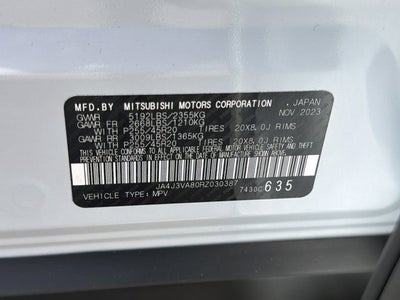 MFD.BY MITSUBISHI MOTORS CORPORATION . JAPAN
GVWR 5192LBS/2355KG NOV 2023
GAWR FR 2668LBS/1210KG
WITH P255/45R20 TIRES 20X8.0J RIMS
GAWR RR 3009LBS/1365KG
WITH P255/45R20 TIRES 20X8.0J RIMS
THIS VEHICLE CONFORMS TO ALL APPLICABLE FEDERAL MOTOR VEHICLE SAFETY, BUMPER AND THEFT
PREVENTION STANDARDS IN EFFECT ON THE DATE OF MANUFACTURE SHOWN ABOVE.
JA4J3VA80RZ030387 7430C 635
VEHICLE TYPE: MPV